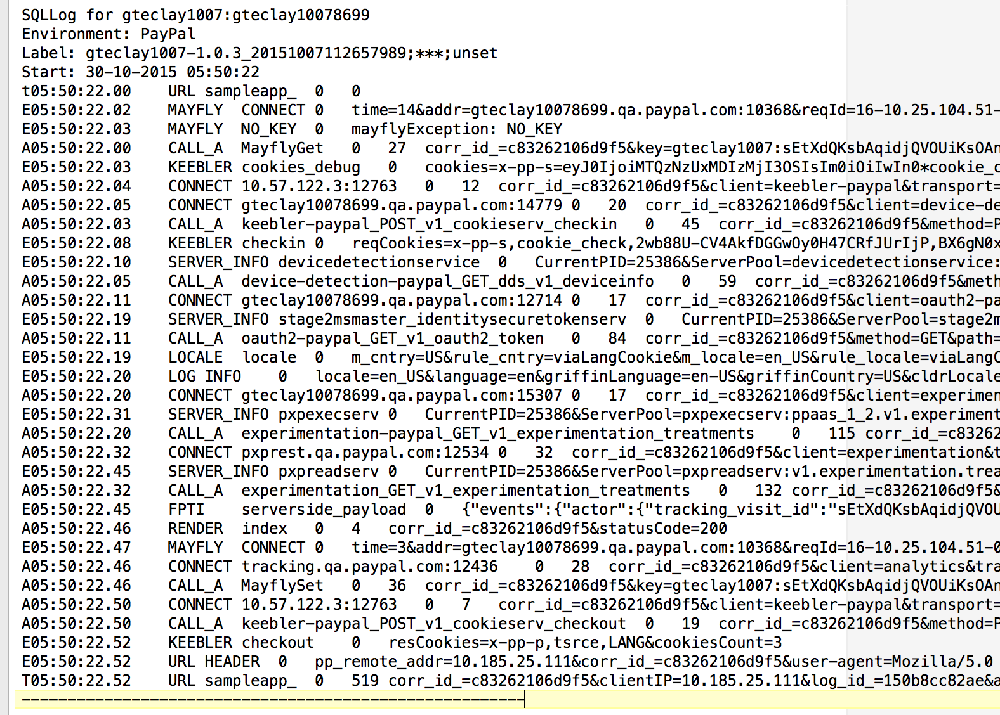 SQLLog for gteclay1007:gteclay10078699
Environment: PayPal
Label: gteclay1007-1.0.3_20151007112657989;***;unset
Start: 30-10-2015 05:50:22
t05:50:22.00    URL sampleapp_  0   0
E05:50:22.02    MAYFLY  CONNECT 0   time=14&addr=gteclay10078699.qa.paypal.com:10368&reqId=16-10.25.104.51-
E05:50:22.03    MAYFLY  NO_KEY  0   mayflyException: NO_KEY
A05:50:22.00    CALL_A  MayflyGet   0   27  corr_id_=c83262106d9f5&key=gteclay1007:sEtXdQKsbAqidjQVOUiKsOAn
E05:50:22.03    KEEBLER cookies_debug   0   cookies=x-pp-s=eyJ0IjoiMTQzNzUxMDIzMjI3OSIsIm0iOiIwIn0*cookie_c
A05:50:22.04    CONNECT 10.57.122.3:12763   0   12  corr_id_=c83262106d9f5&client=keebler-paypal&transport=
A05:50:22.05    CONNECT gteclay10078699.qa.paypal.com:14779 0   20  corr_id_=c83262106d9f5&client=device-de
A05:50:22.03    CALL_A  keebler-paypal_POST_v1_cookieserv_checkin   0   45  corr_id_=c83262106d9f5&method=P
E05:50:22.08    KEEBLER checkin 0   reqCookies=x-pp-s,cookie_check,2wb88U-CV4AkfDGGwOy0H47CRfJUrIjP,BX6gN0x
E05:50:22.10    SERVER_INFO devicedetectionservice  0   CurrentPID=25386&ServerPool=devicedetectionservice:
A05:50:22.05    CALL_A  device-detection-paypal_GET_dds_v1_deviceinfo   0   59  corr_id_=c83262106d9f5&meth
A05:50:22.11    CONNECT gteclay10078699.qa.paypal.com:12714 0   17  corr_id_=c83262106d9f5&client=oauth2-pa
E05:50:22.19    SERVER_INFO stage2msmaster_identitysecuretokenserv  0   CurrentPID=25386&ServerPool=stage2m
A05:50:22.11    CALL_A  oauth2-paypal_GET_v1_oauth2_token   0   84  corr_id_=c83262106d9f5&method=GET&path=
E05:50:22.19    LOCALE  locale  0   m_cntry=US&rule_cntry=viaLangCookie&m_locale=en_US&rule_locale=viaLangC
E05:50:22.20    LOG INFO    0   locale=en_US&language=en&griffinLanguage=en-US&griffinCountry=US&cldrLocale
A05:50:22.20    CONNECT gteclay10078699.qa.paypal.com:15307 0   17  corr_id_=c83262106d9f5&client=experimen
E05:50:22.31    SERVER_INFO pxpexecserv 0   CurrentPID=25386&ServerPool=pxpexecserv:ppaas_1_2.v1.experiment
A05:50:22.20    CALL_A  experimentation-paypal_GET_v1_experimentation_treatments    0   115 corr_id_=c83262
A05:50:22.32    CONNECT pxprest.qa.paypal.com:12534 0   32  corr_id_=c83262106d9f5&client=experimentation&t
E05:50:22.45    SERVER_INFO pxpreadserv 0   CurrentPID=25386&ServerPool=pxpreadserv:v1.experimentation.trea
A05:50:22.32    CALL_A  experimentation_GET_v1_experimentation_treatments   0   132 corr_id_=c83262106d9f5&
E05:50:22.45    FPTI    serverside_payload  0   {"events":{"actor":{"tracking_visit_id":"sEtXdQKsbAqidjQVOU
A05:50:22.46    RENDER  index   0   4   corr_id_=c83262106d9f5&statusCode=200
E05:50:22.47    MAYFLY  CONNECT 0   time=3&addr=gteclay10078699.qa.paypal.com:10368&reqId=16-10.25.104.51-0
A05:50:22.46    CONNECT tracking.qa.paypal.com:12436    0   28  corr_id_=c83262106d9f5&client=analytics&tra
A05:50:22.46    CALL_A  MayflySet   0   36  corr_id_=c83262106d9f5&key=gteclay1007:sEtXdQKsbAqidjQVOUiKsOAn
A05:50:22.50    CONNECT 10.57.122.3:12763   0   7   corr_id_=c83262106d9f5&client=keebler-paypal&transport=
A05:50:22.50    CALL_A  keebler-paypal_POST_v1_cookieserv_checkout  0   19  corr_id_=c83262106d9f5&method=P
E05:50:22.52    KEEBLER checkout    0   resCookies=x-pp-p,tsrce,LANG&cookiesCount=3
E05:50:22.52    URL HEADER  0   pp_remote_addr=10.185.25.111&corr_id_=c83262106d9f5&user-agent=Mozilla/5.0
T05:50:22.52    URL sampleapp_  0   519 corr_id_=c83262106d9f5&clientIP=10.185.25.111&log_id_=150b8cc82ae&a
-------------------------------------------------------